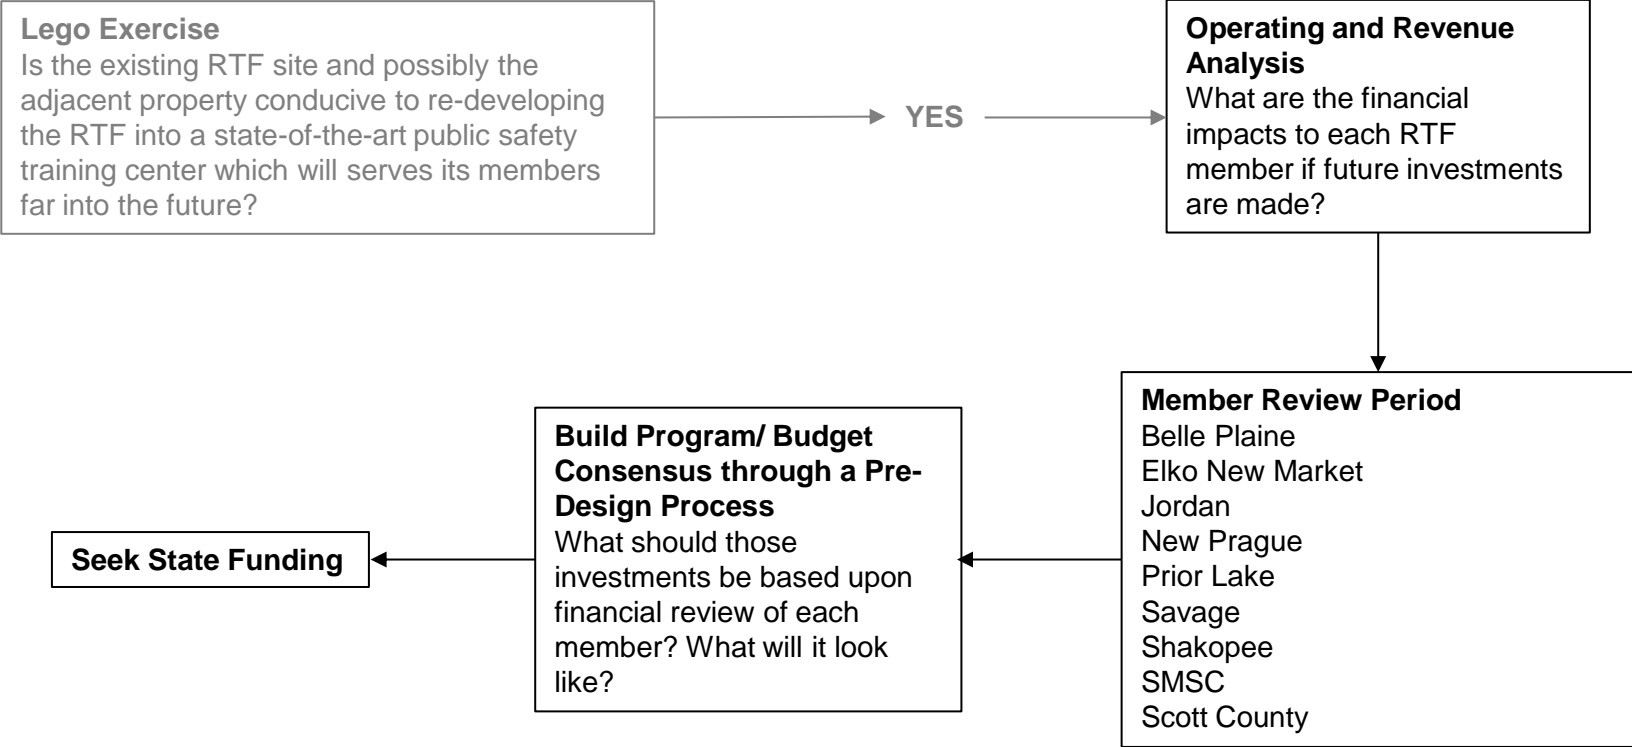 Lego Exercise
Is the existing RTF site and possibly the
adjacent property conducive to re-developing
the RTF into a state-of-the-art public safety
training center which will serves its members
far into the future?
YES
Operating and Revenue
Analysis
What are the financial
impacts to each RTF
member if future investments
are made?
Member Review Period
Belle Plaine
Elko New Market
Jordan
New Prague
Prior Lake
Savage
Shakopee
SMSC
Scott County
Build Program/ Budget
Consensus through a Pre-
Design Process
What should those
investments be based upon
financial review of each
member? What will it look
like?
Seek State Funding